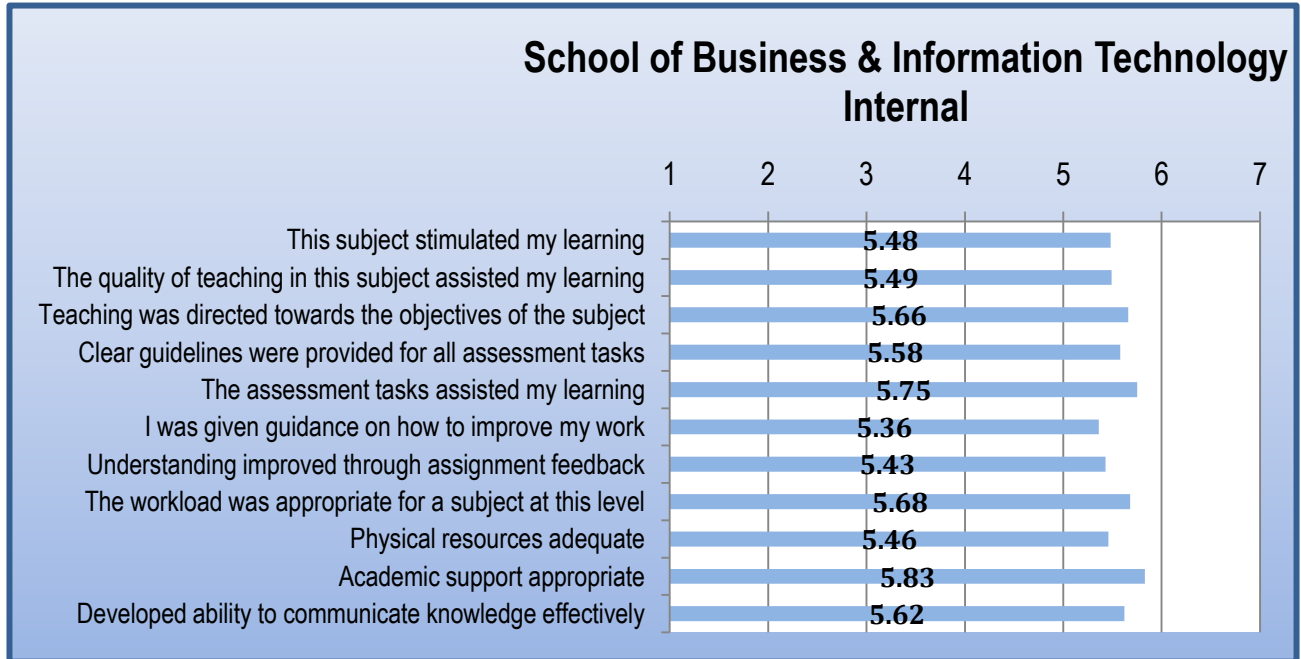 School of Business & Information Technology
Internal
1 2 3 4 5 6 7
This subject stimulated my learning 5.48
The quality of teaching in this subject assisted my learning 5.49
Teaching was directed towards the objectives of the subject 5.66
Clear guidelines were provided for all assessment tasks 5.58
The assessment tasks assisted my learning 5.75
I was given guidance on how to improve my work 5.36
Understanding improved through assignment feedback 5.43
The workload was appropriate for a subject at this level 5.68
Physical resources adequate 5.46
Academic support appropriate 5.83
Developed ability to communicate knowledge effectively 5.62